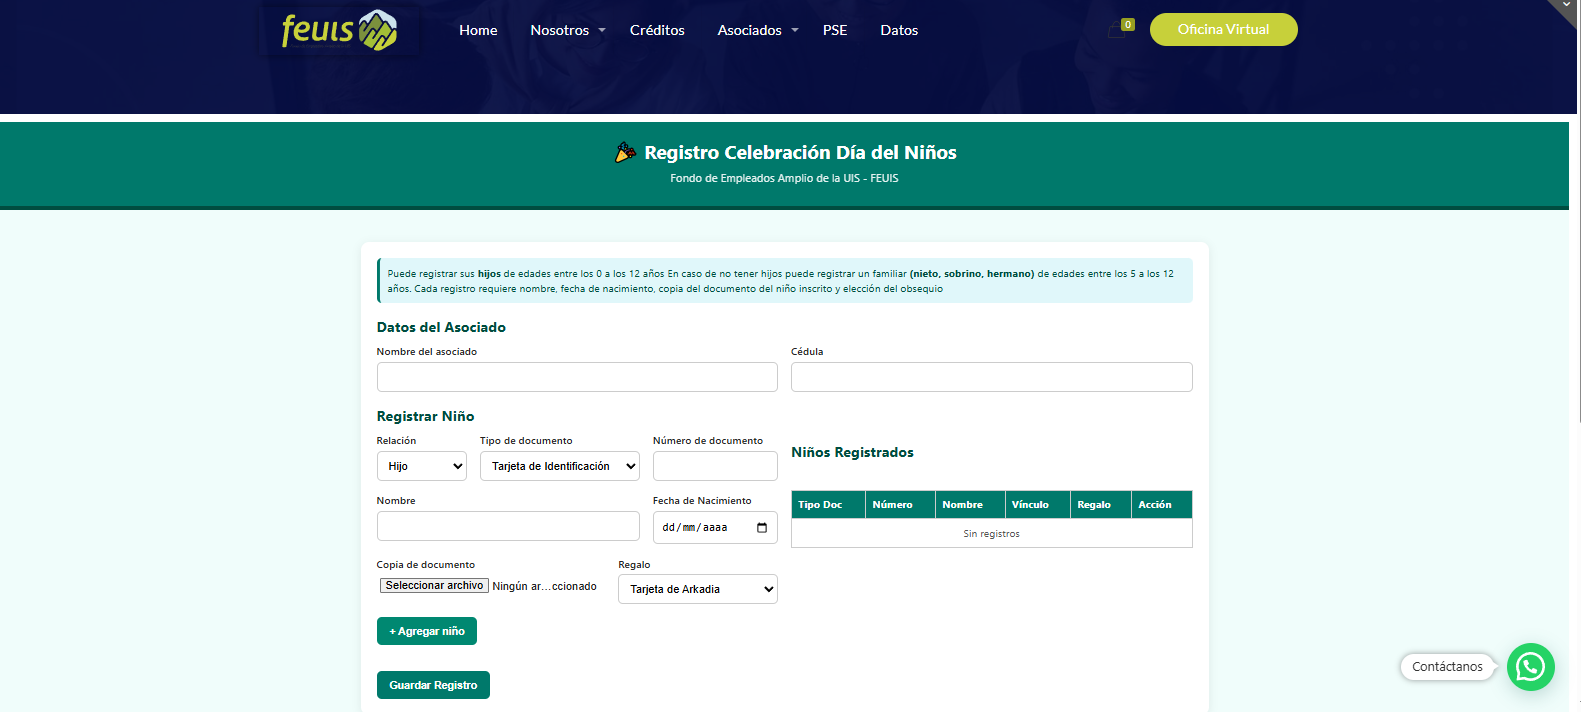 feuis
Home
Nosotros
Créditos
Asociados
PSE
Datos
0
Oficina Virtual
Registro Celebración Día del Niños
Fondo de Empleados Amplio de la UIS - FEUIS
Puede registrar sus hijos de edades entre los 0 a los 12 años En caso de no tener hijos puede registrar un familiar (nieto, sobrino, hermano) de edades entre los 5 a los 12
años. Cada registro requiere nombre, fecha de nacimiento, copia del documento del niño inscrito y elección del obsequio
Datos del Asociado
Nombre del asociado
Cédula
Registrar Niño
Relación
Tipo de documento
Número de documento
Hijo
Tarjeta de Identificación
Nombre
Fecha de Nacimiento
dd/mm/aaaa
Copia de documento
Regalo
Seleccionar archivo Ningún ar...ccionado
Tarjeta de Arkadia
+ Agregar niño
Guardar Registro
Niños Registrados
Tipo Doc
Número
Nombre
Vínculo
Regalo
Acción
Sin registros
Contáctanos